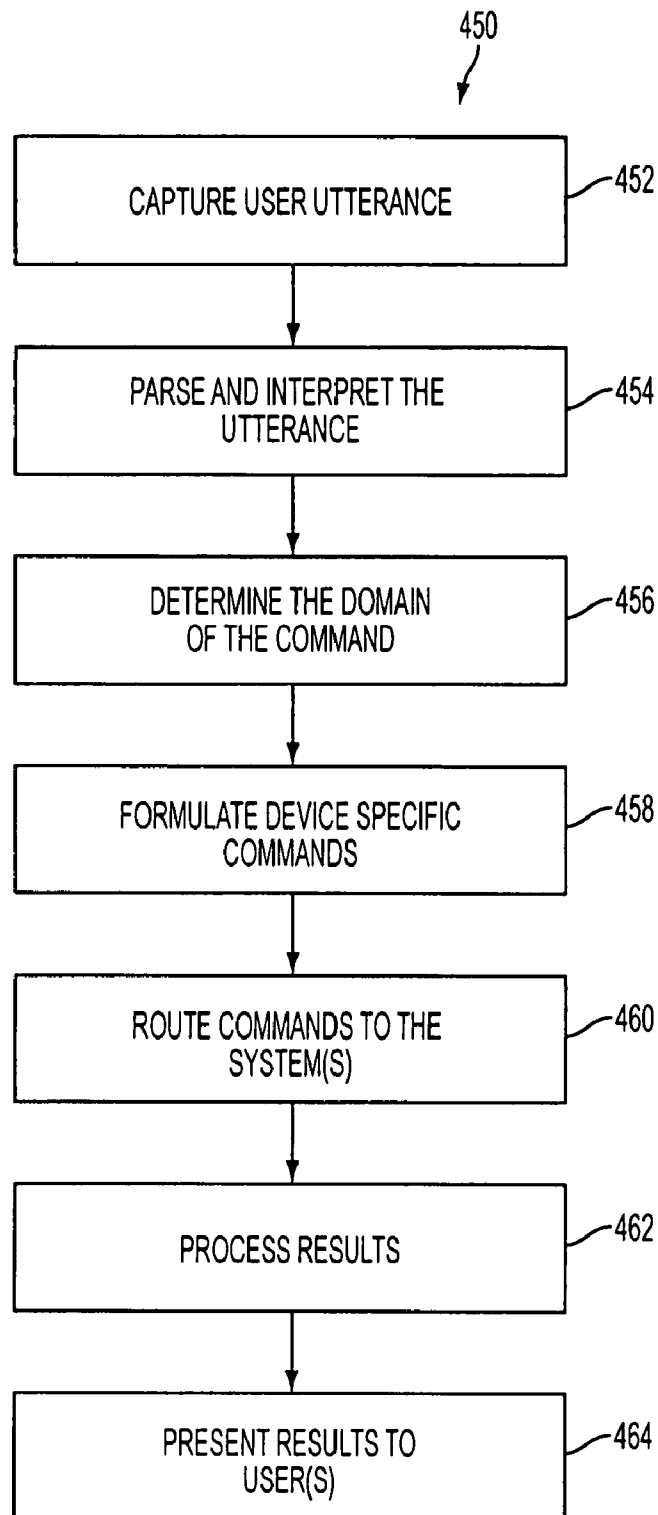 450
CAPTURE USER UTTERANCE
452
PARSE AND INTERPRET THE
UTTERANCE
454
DETERMINE THE DOMAIN
OF THE COMMAND
456
FORMULATE DEVICE SPECIFIC
COMMANDS
458
ROUTE COMMANDS TO THE
SYSTEM(S)
460
PROCESS RESULTS
462
PRESENT RESULTS TO
USER(S)
464